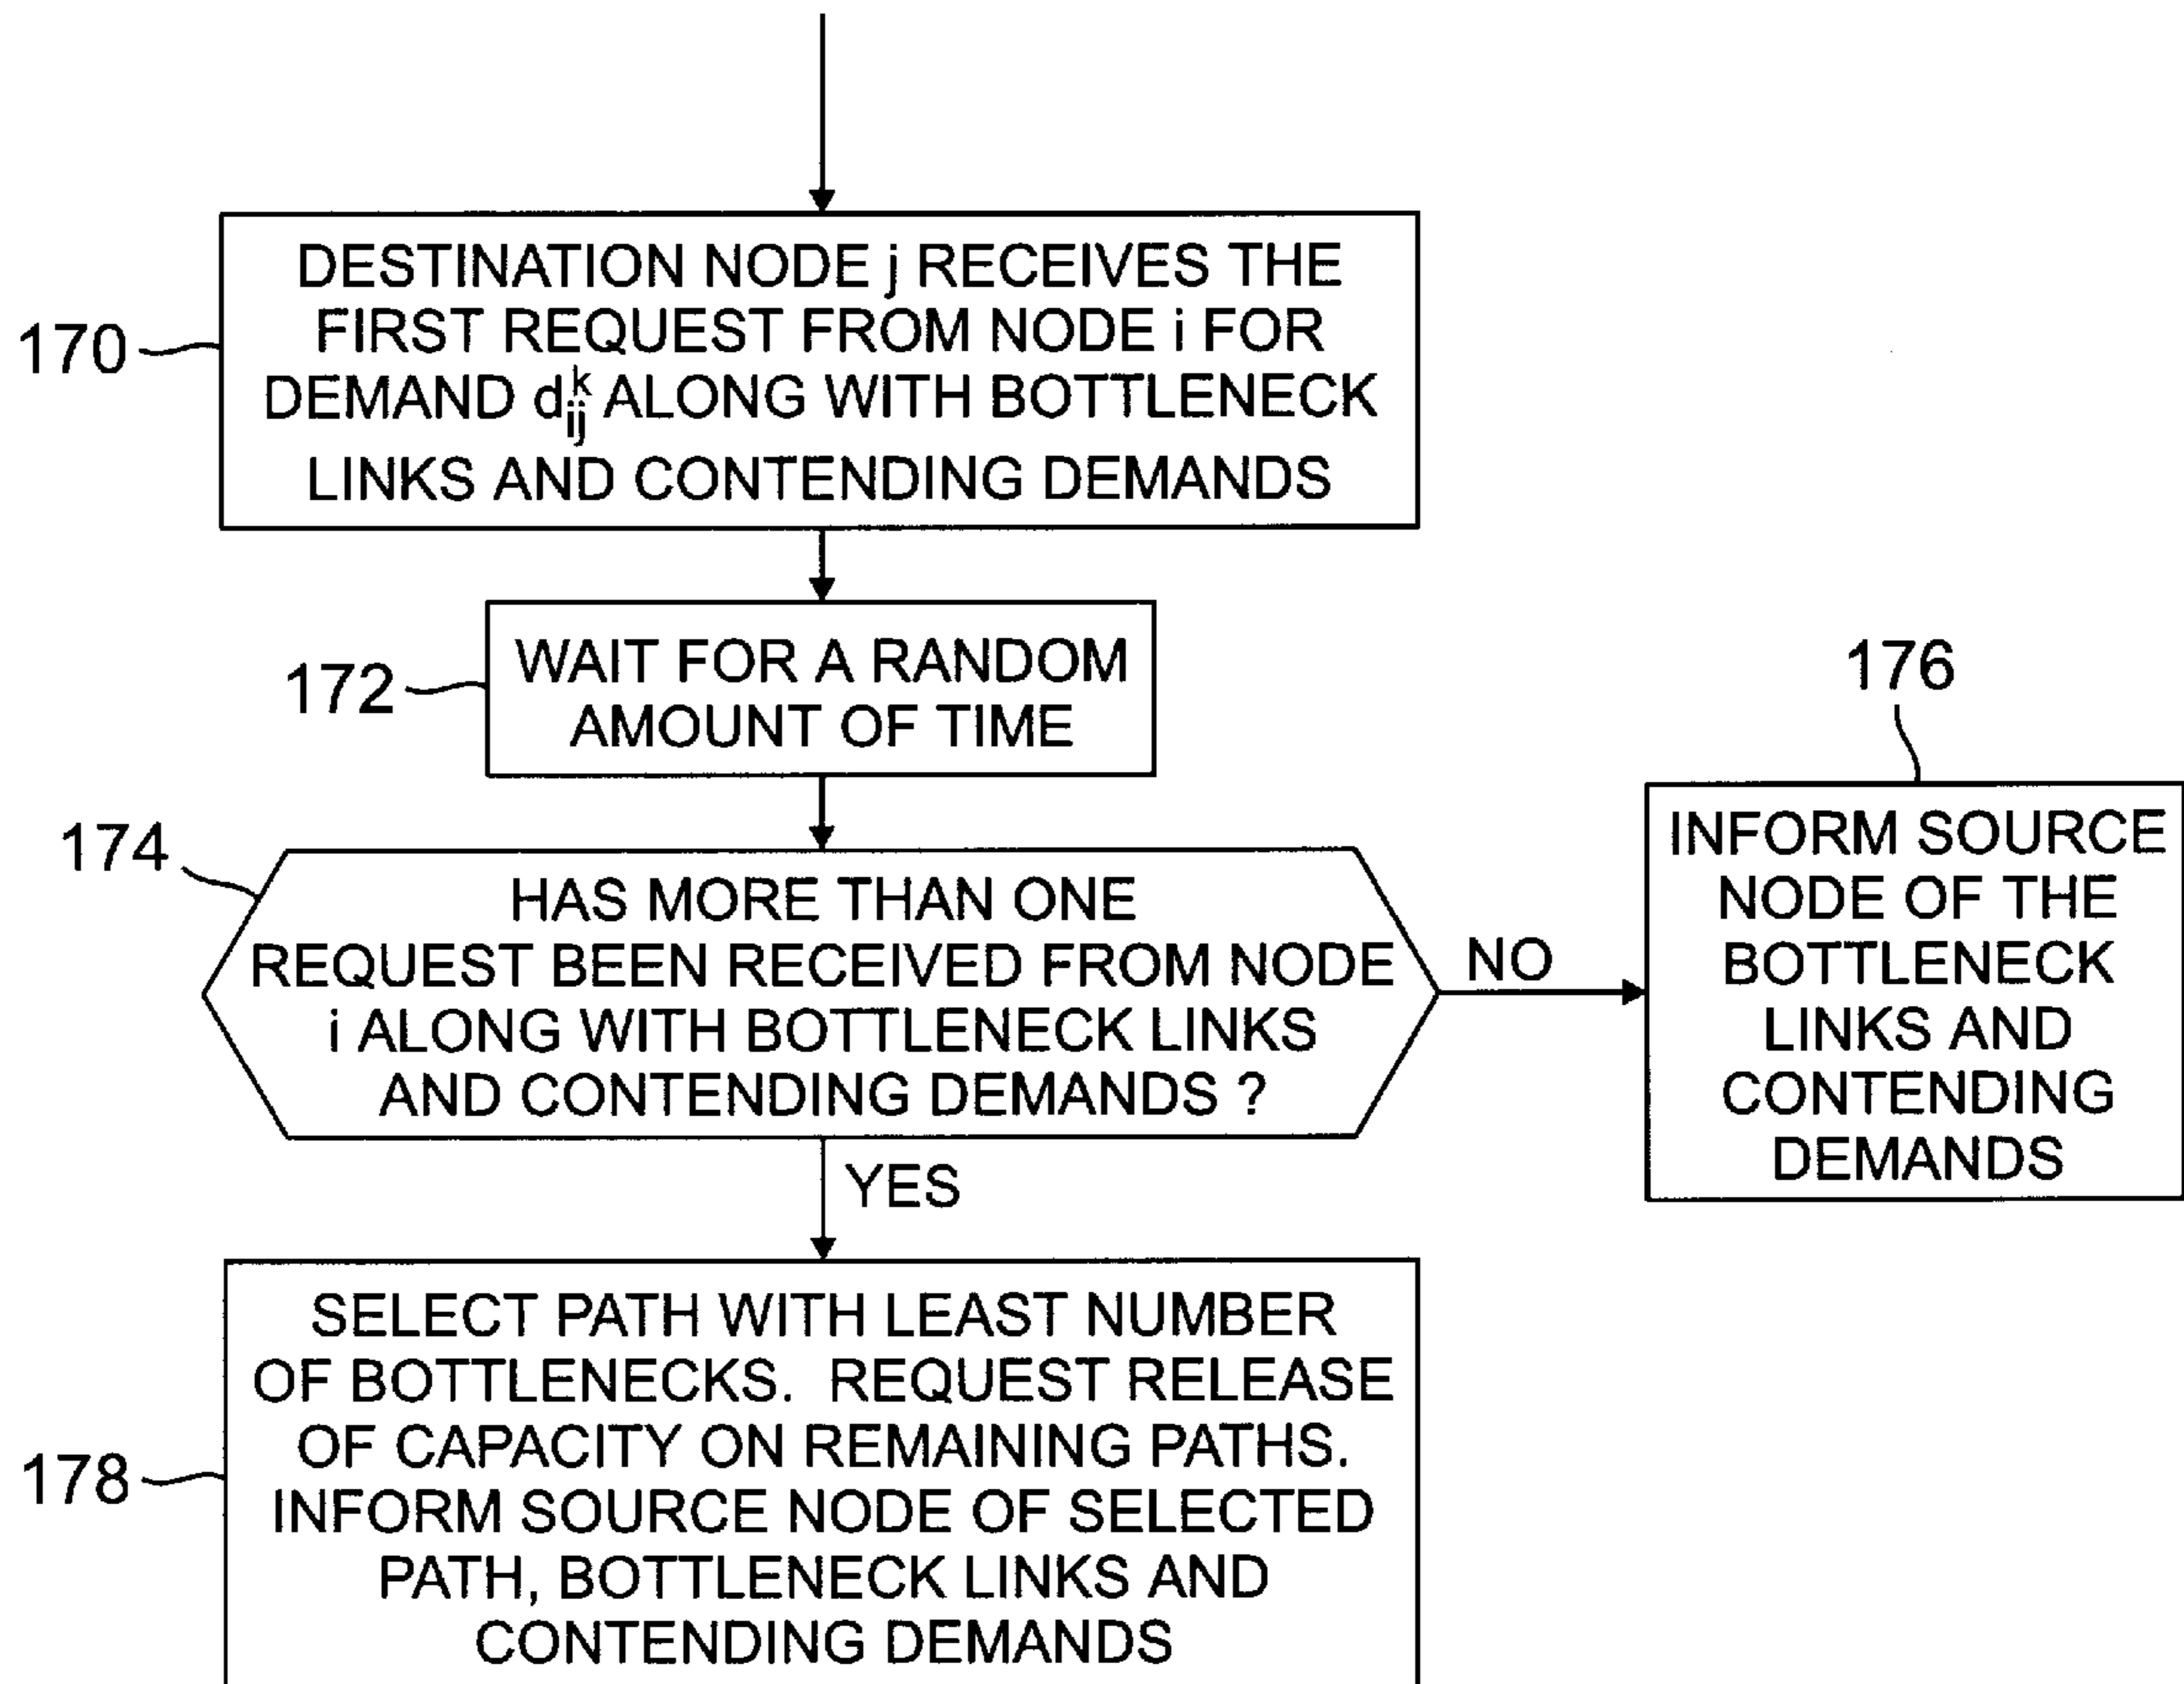 170
DESTINATION NODE j RECEIVES THE
FIRST REQUEST FROM NODE i FOR
DEMAND d_{ij}^{k} ALONG WITH BOTTLENECK
LINKS AND CONTENDING DEMANDS
172
WAIT FOR A RANDOM
AMOUNT OF TIME
174
HAS MORE THAN ONE
REQUEST BEEN RECEIVED FROM NODE
i ALONG WITH BOTTLENECK LINKS
AND CONTENDING DEMANDS ?
NO
176
INFORM SOURCE
NODE OF THE
BOTTLENECK
LINKS AND
CONTENDING
DEMANDS
YES
178
SELECT PATH WITH LEAST NUMBER
OF BOTTLENECKS. REQUEST RELEASE
OF CAPACITY ON REMAINING PATHS.
INFORM SOURCE NODE OF SELECTED
PATH, BOTTLENECK LINKS AND
CONTENDING DEMANDS